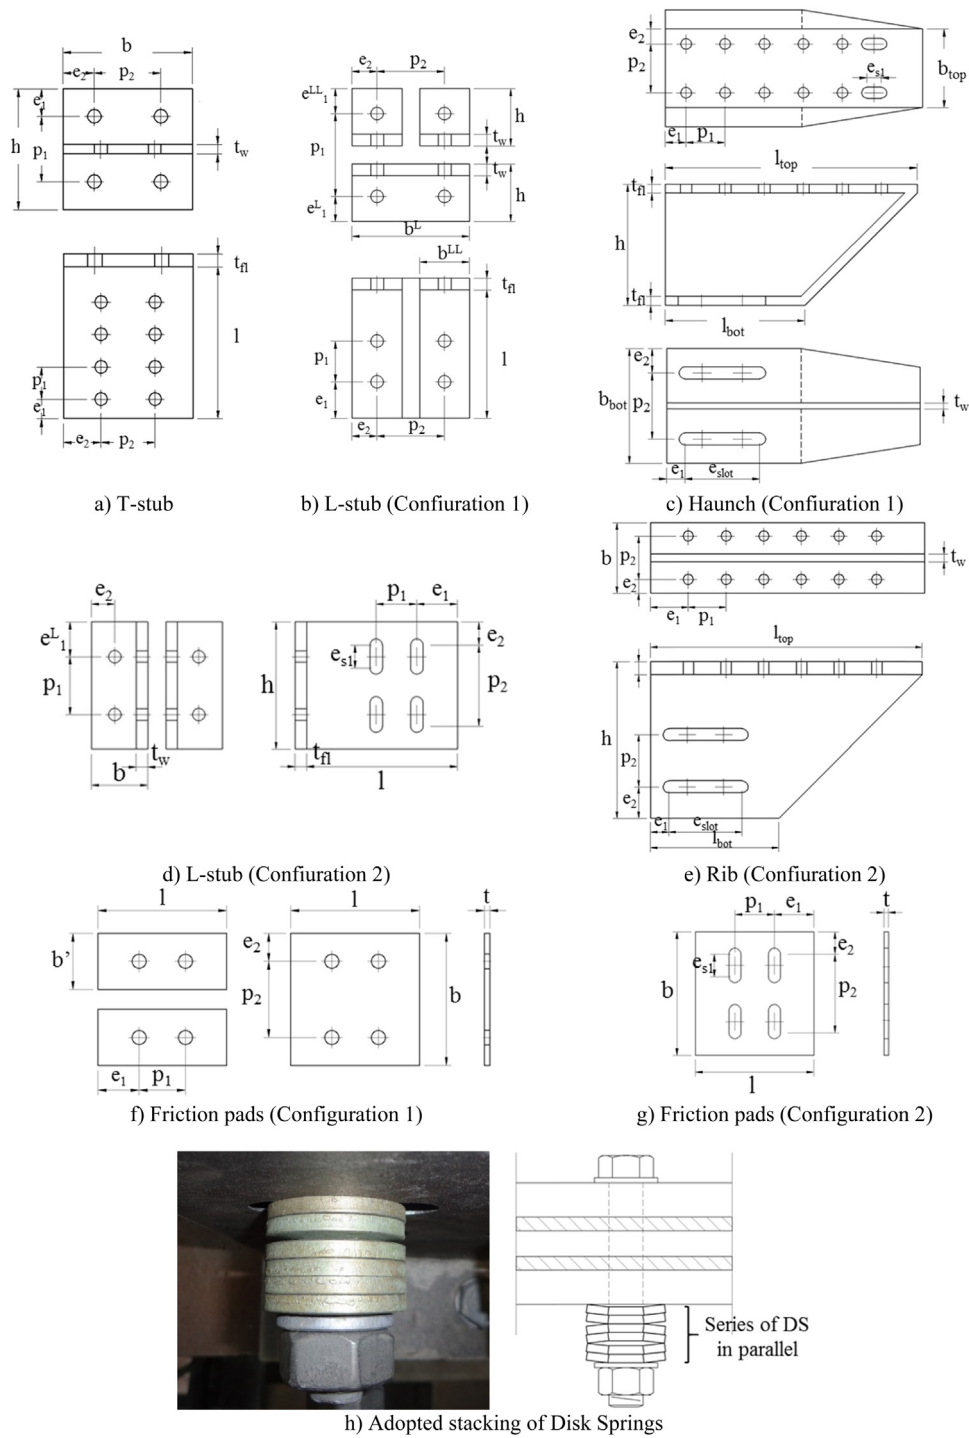 b
e2 p2
e1
h p1 tw
tfl
l
p1
e1
e2 p2
a) T-stub
e2 p2
eLL1
h
tw
p1
tw
h
eL1
bL
bLL
tfl
p1
l
e1
e2 p2
b) L-stub (Confiuration 1)
e2
p2
es1
btop
e1 p1
ltop
tfl
h
tfl
lbot
e2
bbot p2
tw
e1 eslot
c) Haunch (Confiuration 1)
e2
eL1
p1
tw
b
p1 e1
e2
es1
h p2
tfl
l
d) L-stub (Confiuration 2)
b p2
tw
e2
e1 p1
ltop
h
p2
e2
e1 eslot
lbot
e) Rib (Confiuration 2)
l
b’
e1 p1
l t
e2
p2 b
f) Friction pads (Configuration 1)
p1 e1 t
e2
es1
b p2
l
g) Friction pads (Configuration 2)
Series of DS
in parallel
h) Adopted stacking of Disk Springs